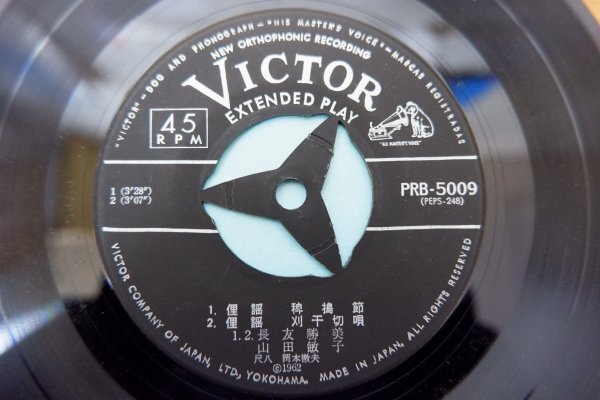 "VICTOR" – DOG AND PHONOGRAPH – "HIS MASTER'S VOICE" – MARCAS REGISTRADAS
NEW ORTHOPHONIC RECORDING
VICTOR
EXTENDED PLAY
45
RPM
"HIS MASTER'S VOICE"
1 (3'28")
2 (3'07")
PRB-5009
(PEPS-248)
1. 俚謡 稗搗節
2. 俚謡 刈干切唄
1.2. 長友勝美
山田敏子
尺八 岡本徹夫
©1962
VICTOR COMPANY OF JAPAN, LTD., YOKOHAMA. MADE IN JAPAN, ALL RIGHTS RESERVED